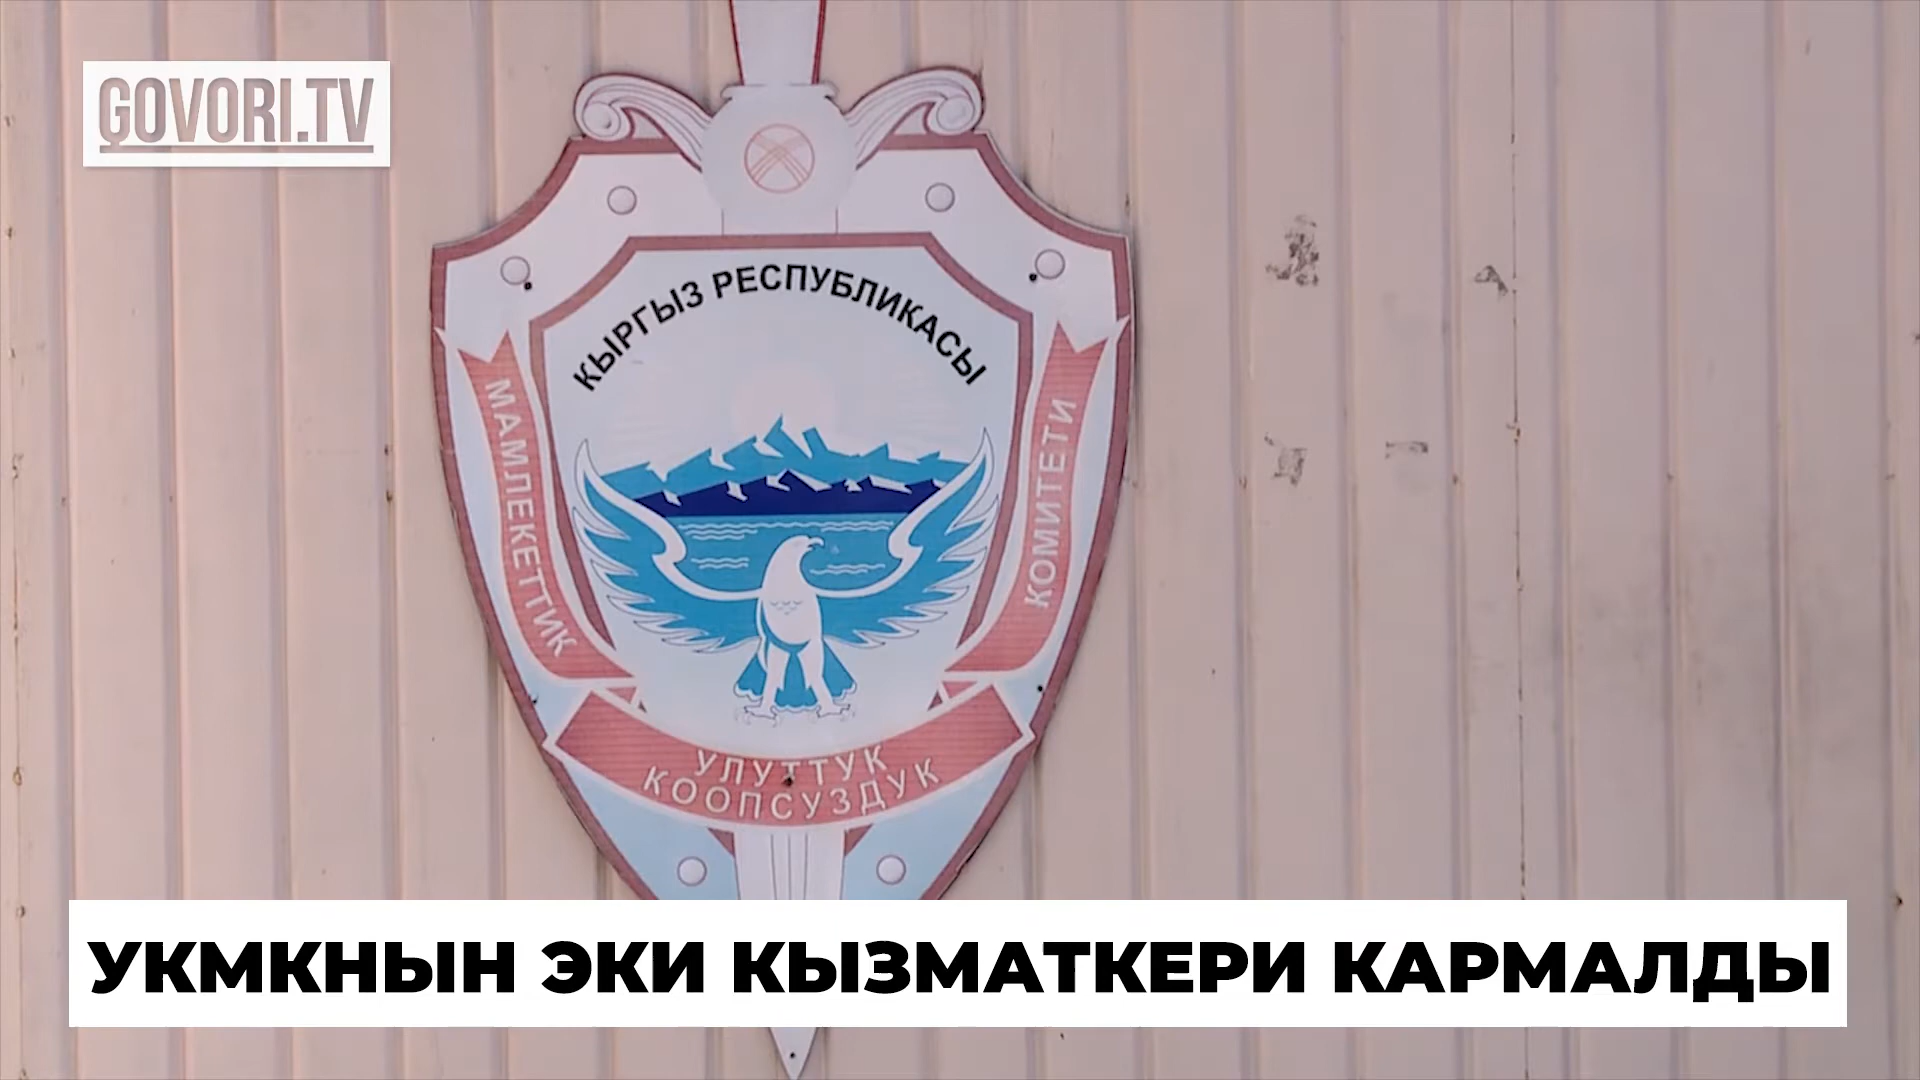 GOVORI.TV
КЫРГЫЗ РЕСПУБЛИКАСЫ
МАМЛЕКЕТТИК
УЛУТТУК
КООПСУЗДУК
КОМИТЕТИ
УКМКНЫН ЭКИ КЫЗМАТКЕРИ КАРМАЛДЫ